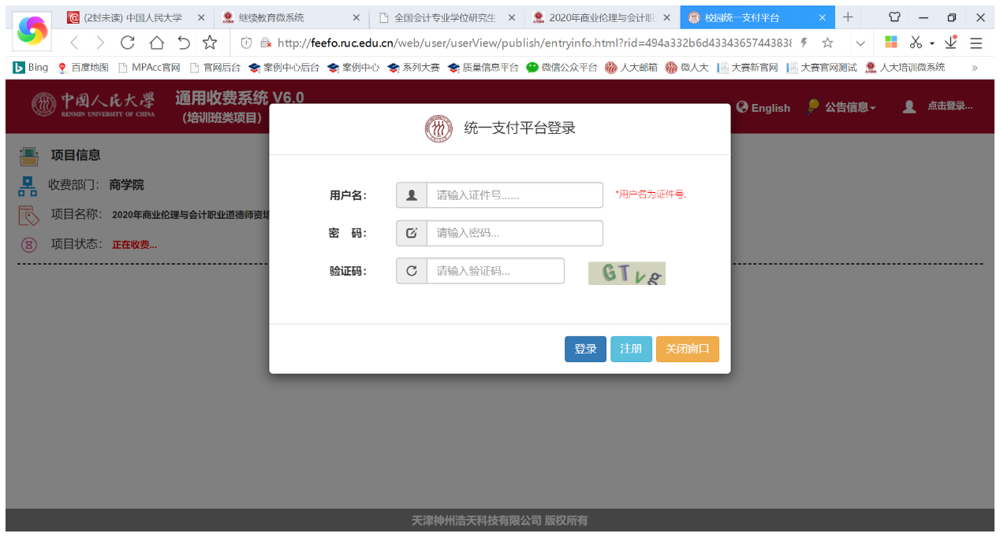 (2封未读) 中国人民大学
继续教育微系统
全国会计专业学位研究生
2020年商业伦理与会计职
校园统一支付平台
http://feefo.ruc.edu.cn/web/user/userView/publish/entryinfo.html?rid=494a332b6d43343657443838
Bing 百度地图 MPAcc官网 官网后台 案例中心后台 案例中心 系列大赛 质量信息平台 微信公众平台 人大邮箱 微人大 大赛新官网 大赛官网测试 人大培训微系统 »
中国人民大学
RENMIN UNIVERSITY OF CHINA
通用收费系统 V6.0
(培训班类项目)
English 公告信息 点击登录...
项目信息
收费部门: 商学院
项目名称: 2020年商业伦理与会计职业道德师资培
项目状态: 正在收费...
统一支付平台登录
用户名: 请输入证件号...... *用户名为证件号.
密 码: 请输入密码...
验证码: 请输入验证码... GTvg
登录 注册 关闭窗口
天津神州浩天科技有限公司 版权所有